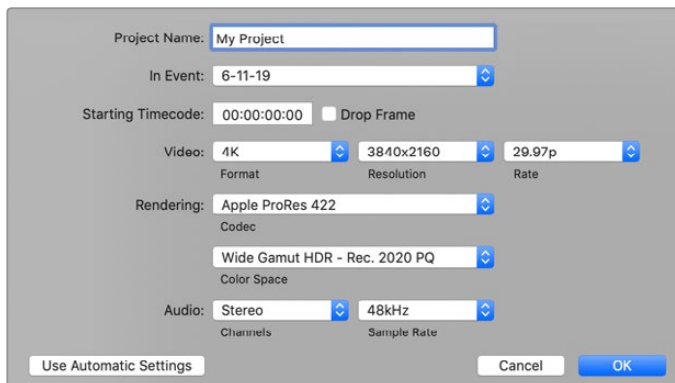 Project Name: My Project
In Event: 6-11-19
Starting Timecode: 00:00:00:00 Drop Frame
Video: 4K 3840x2160 29.97p
Format Resolution Rate
Rendering: Apple ProRes 422
Codec
Wide Gamut HDR - Rec. 2020 PQ
Color Space
Audio: Stereo 48kHz
Channels Sample Rate
Use Automatic Settings Cancel OK